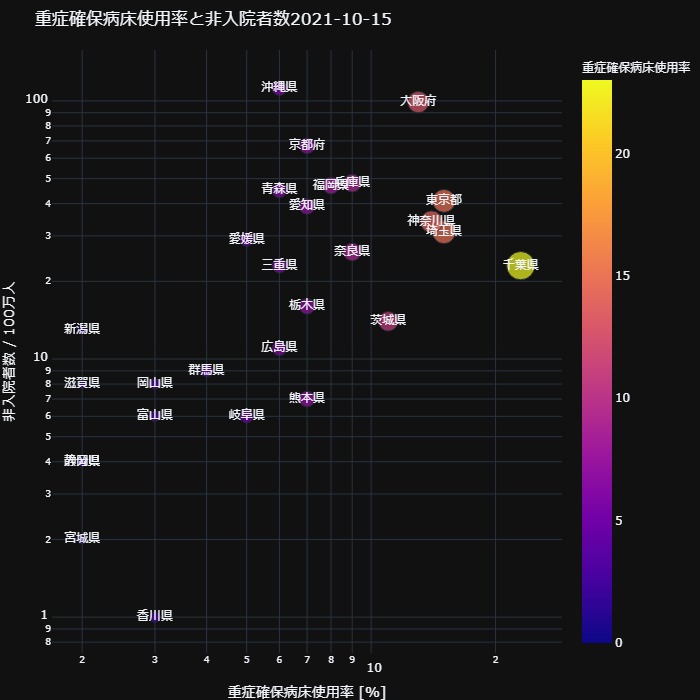 重症確保病床使用率と非入院者数2021-10-15
重症確保病床使用率
沖縄県
大阪府
京都府
福岡県
兵庫県
青森県
愛知県
東京都
神奈川県
埼玉県
愛媛県
奈良県
三重県
千葉県
栃木県
茨城県
新潟県
広島県
群馬県
滋賀県
岡山県
熊本県
富山県
岐阜県
宮城県
香川県
100
9
8
7
6
5
4
3
2
10
9
8
7
6
5
4
3
2
1
9
8
非入院者数 / 100万人
2
3
4
5
6
7
8
9
10
2
重症確保病床使用率 [%]
20
15
10
5
0